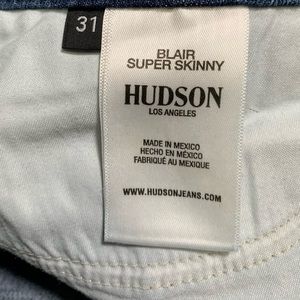 31
BLAIR
SUPER SKINNY
HUDSON
LOS ANGELES
MADE IN MEXICO
HECHO EN MÉXICO
FABRIQUÉ AU MEXIQUE
WWW.HUDSONJEANS.COM